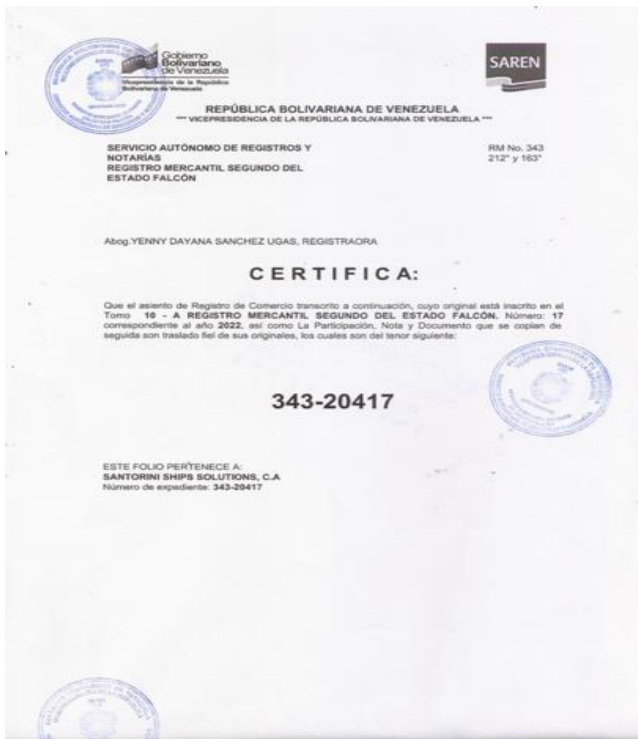 Gobierno
Bolivariano
de Venezuela
Vicepresidencia de la República
Bolivariana de Venezuela
SAREN
REPÚBLICA BOLIVARIANA DE VENEZUELA
*** VICEPRESIDENCIA DE LA REPÚBLICA BOLIVARIANA DE VENEZUELA ***
SERVICIO AUTÓNOMO DE REGISTROS Y
NOTARÍAS
REGISTRO MERCANTIL SEGUNDO DEL
ESTADO FALCÓN
RM No. 343
212° y 163°
Abog.YENNY DAYANA SANCHEZ UGAS, REGISTRAORA
CERTIFICA:
Que el asiento de Registro de Comercio transcrito a continuación, cuyo original está inscrito en el
Tomo 10 - A REGISTRO MERCANTIL SEGUNDO DEL ESTADO FALCÓN. Número: 17
correspondiente al año 2022, así como La Participación, Nota y Documento que se copian de
seguida son traslado fiel de sus originales, los cuales son del tenor siguiente:
343-20417
ESTE FOLIO PERTENECE A:
SANTORINI SHIPS SOLUTIONS, C.A
Número de expediente: 343-20417